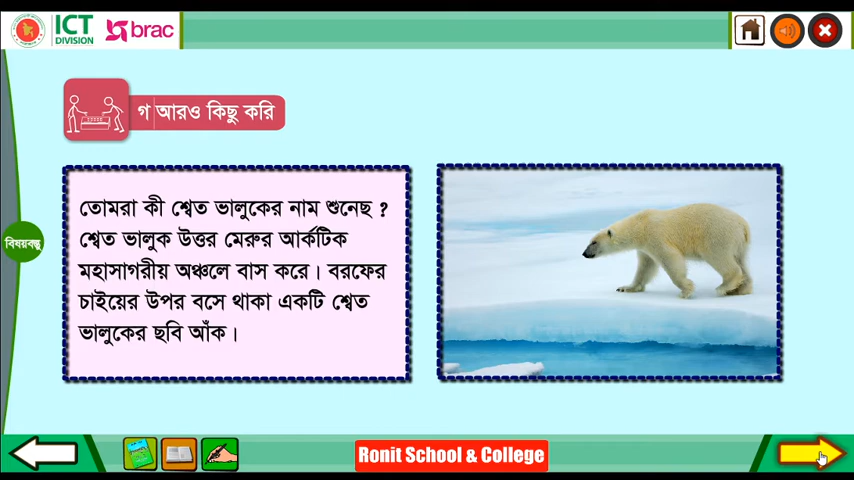 ICT
DIVISION
brac
গ আরও কিছু করি
তোমরা কী শ্বেত ভালুকের নাম শুনেছ ?
শ্বেত ভালুক উত্তর মেরুর আর্কটিক
মহাসাগরীয় অঞ্চলে বাস করে। বরফের
চাইয়ের উপর বসে থাকা একটি শ্বেত
ভালুকের ছবি আঁক।
বিষয়বস্তু
Ronit School & College